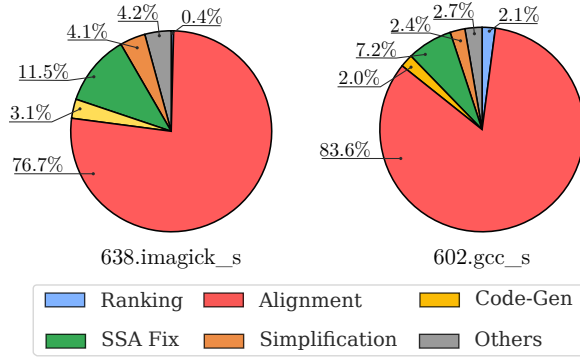 4.2% 0.4%
4.1%
11.5%
3.1%
76.7%
638.imagick_s
2.7% 2.1%
2.4%
7.2%
2.0%
83.6%
602.gcc_s
Ranking Alignment Code-Gen
SSA Fix Simplification Others